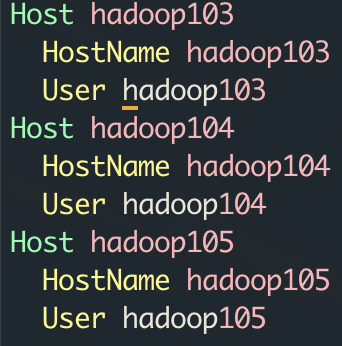 Host hadoop103
  HostName hadoop103
  User hadoop103
Host hadoop104
  HostName hadoop104
  User hadoop104
Host hadoop105
  HostName hadoop105
  User hadoop105